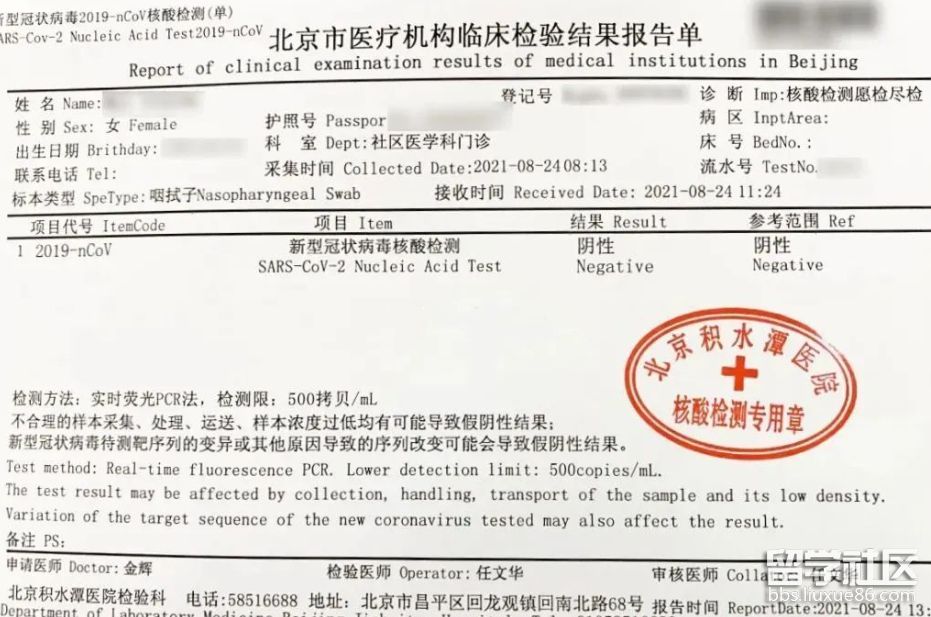 新型冠状病毒2019-nCoV核酸检测(单)
SARS-Cov-2 Nucleic Acid Test2019-nCoV
北京市医疗机构临床检验结果报告单
Report of clinical examination results of medical institutions in Beijing
姓 名 Name: 登记号 诊 断 Imp:核酸检测愿检尽检
性 别 Sex: 女 Female 护照号 Passpor 病 区 InptArea:
出生日期 Brithday: 科 室 Dept:社区医学科门诊 床 号 BedNo.:
联系电话 Tel: 采集时间 Collected Date:2021-08-24 08:13 流水号 TestNo.
标本类型 SpeType:咽拭子Nasopharyngeal Swab 接收时间 Received Date: 2021-08-24 11:24
项目代号 ItemCode 项目 Item 结果 Result 参考范围 Ref
1 2019-nCoV 新型冠状病毒核酸检测 阴性 阴性
SARS-CoV-2 Nucleic Acid Test Negative Negative
北京积水潭医院
核酸检测专用章
检测方法: 实时荧光PCR法, 检测限: 500拷贝/mL
不合理的样本采集、处理、运送、样本浓度过低均有可能导致假阴性结果;
新型冠状病毒待测靶序列的变异或其他原因导致的序列改变可能会导致假阴性结果。
Test method: Real-time fluorescence PCR. Lower detection limit: 500copies/mL.
The test result may be affected by collection, handling, transport of the sample and its low density.
Variation of the target sequence of the new coronavirus tested may also affect the result.
备注 PS:
申请医师 Doctor: 金辉 检验医师 Operator: 任文华 审核医师
北京积水潭医院检验科 电话: 58516688 地址: 北京市昌平区回龙观镇回南北路68号 报告时间 ReportDate:2021-08-24 13:
Department of Laboratory Medicine Beijing
留学社区
bbs.liuxue86.com